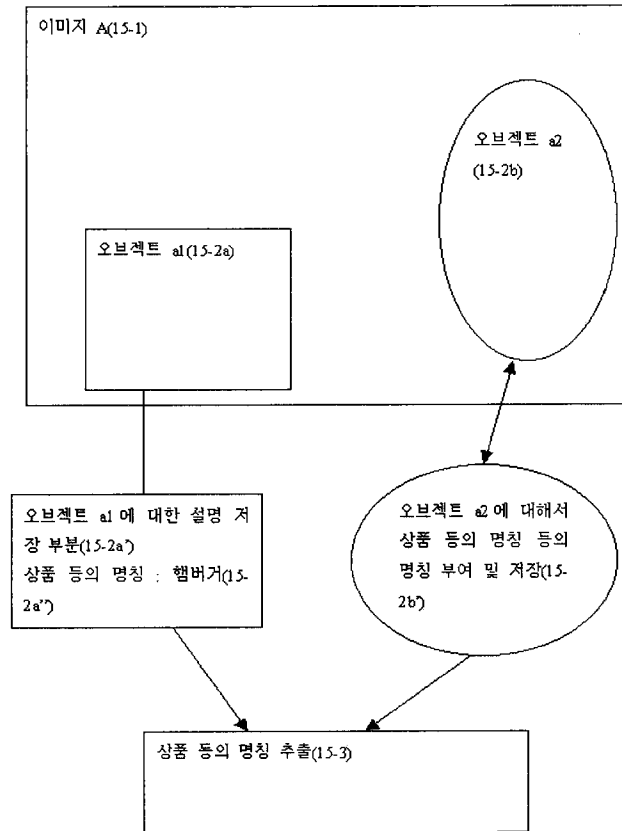 이미지 A(15-1)
오브젝트 a2
(15-2b)
오브젝트 a1(15-2a)
오브젝트 a1 에 대한 설명 저
장 부분(15-2a')
상품 등의 명칭 : 햄버거(15-
2a'')
오브젝트 a2 에 대해서
상품 등의 명칭 등의
명칭 부여 및 저장(15-
2b')
상품 등의 명칭 추출(15-3)